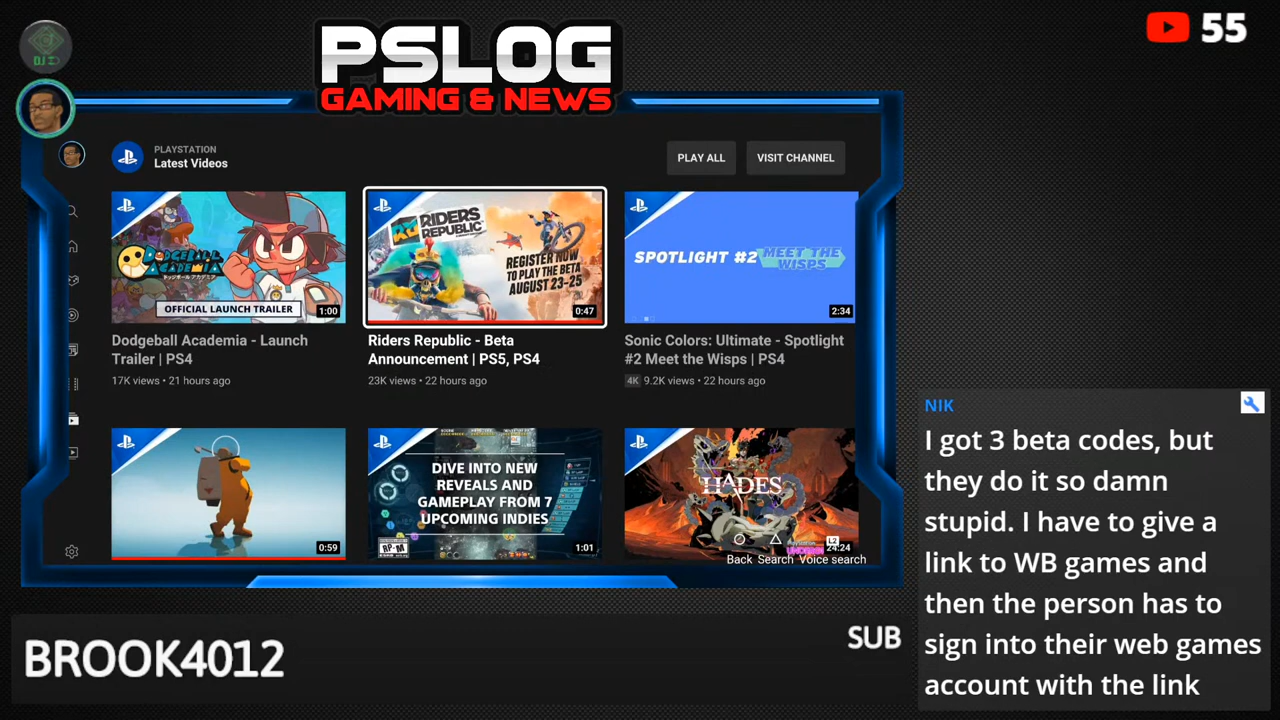 DJ
PSLOG
GAMING & NEWS
55
PLAYSTATION
Latest Videos
PLAY ALL
VISIT CHANNEL
DODGEBALL
ACADEMIA
OFFICIAL LAUNCH TRAILER
1:00
RIDERS
REPUBLIC
REGISTER NOW
TO PLAY THE BETA
AUGUST 23-25
0:47
SPOTLIGHT #2 MEET THE
WISPS
2:34
Dodgeball Academia - Launch
Trailer | PS4
17K views • 21 hours ago
Riders Republic - Beta
Announcement | PS5, PS4
23K views • 22 hours ago
Sonic Colors: Ultimate - Spotlight
#2 Meet the Wisps | PS4
4K 9.2K views • 22 hours ago
0:59
DIVE INTO NEW
REVEALS AND
GAMEPLAY FROM 7
UPCOMING INDIES
RP-M
1:01
HADES
24:24
L2
Back Search Voice search
NIK
I got 3 beta codes, but
they do it so damn
stupid. I have to give a
link to WB games and
then the person has to
sign into their web games
account with the link
BROOK4012
SUB